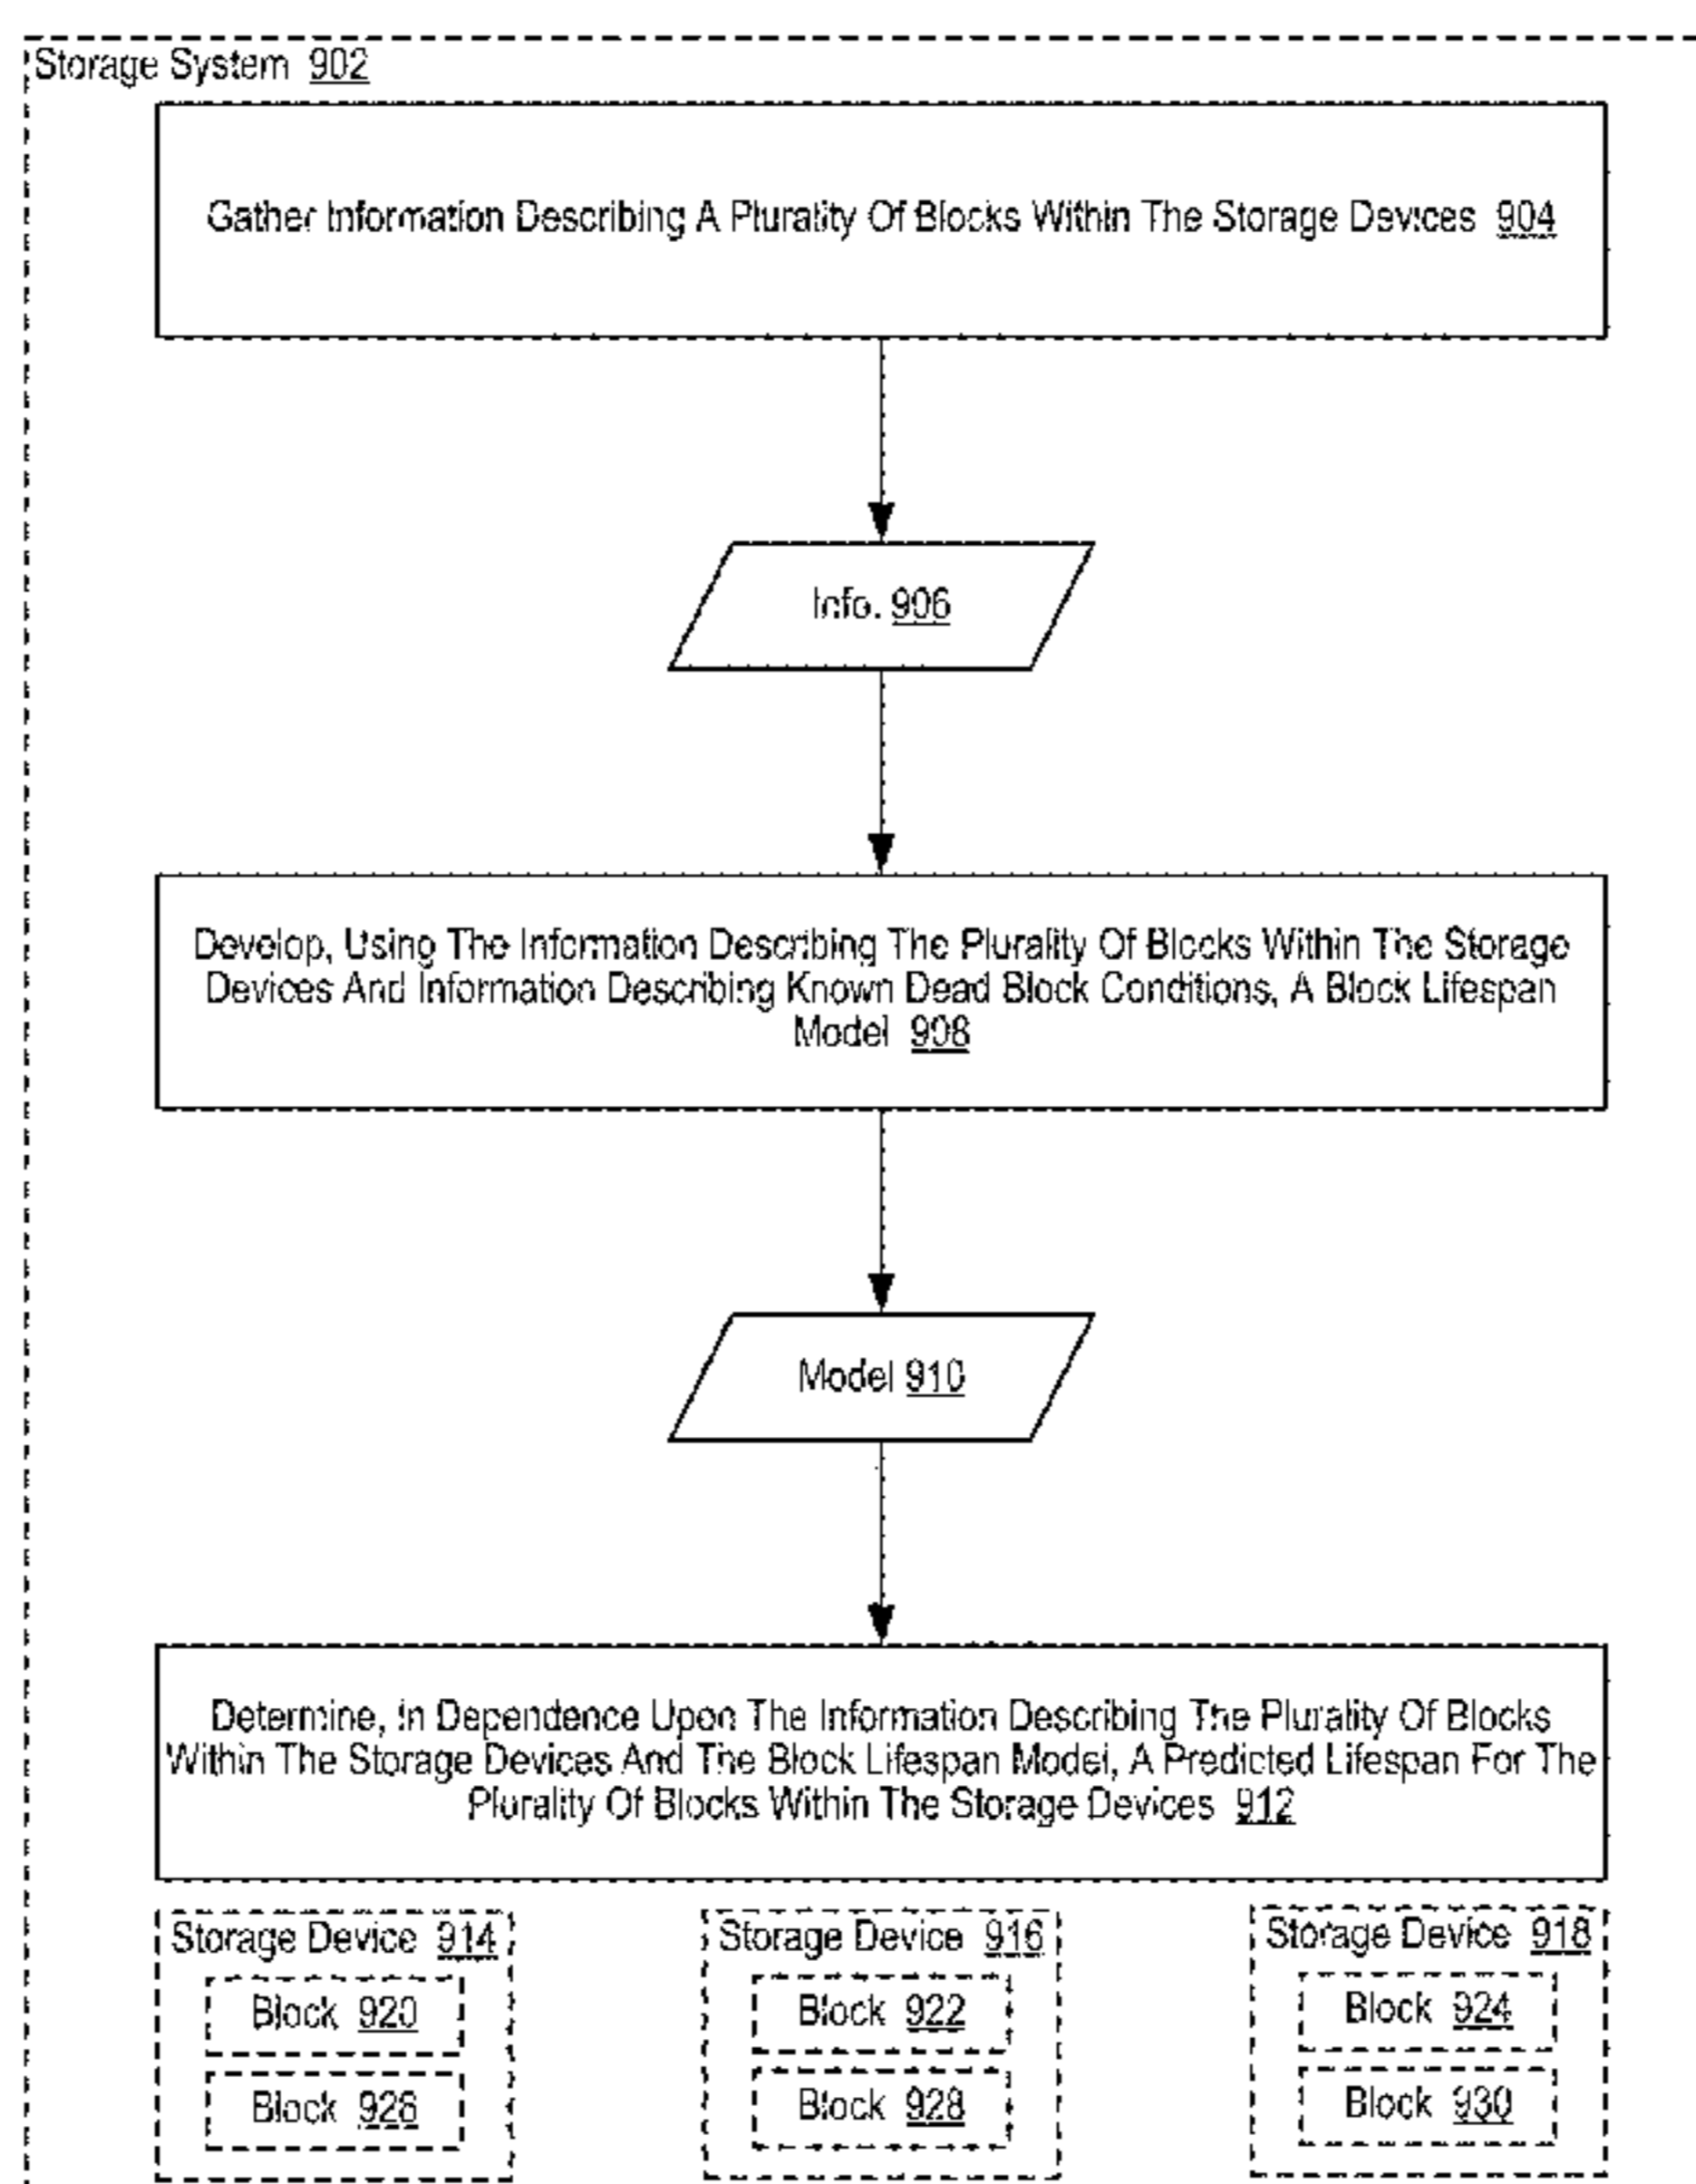 Storage System 902
Gather Information Describing A Plurality Of Blocks Within The Storage Devices 904
Info. 906
Develop, Using The Information Describing The Plurality Of Blocks Within The Storage
Devices And Information Describing Known Dead Block Conditions, A Block Lifespan
Model 908
Model 910
Determine, In Dependence Upon The Information Describing The Plurality Of Blocks
Within The Storage Devices And The Block Lifespan Model, A Predicted Lifespan For The
Plurality Of Blocks Within The Storage Devices 912
Storage Device 914
Block 920
Block 926
Storage Device 916
Block 922
Block 928
Storage Device 918
Block 924
Block 930